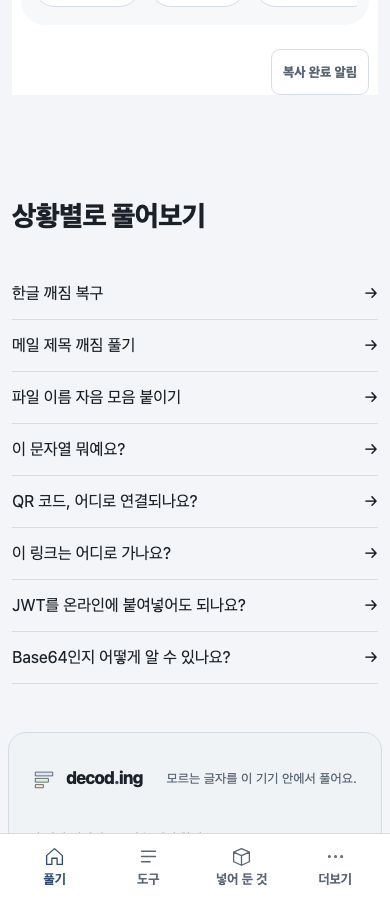 복사 완료 알림
상황별로 풀어보기
한글 깨짐 복구
메일 제목 깨짐 풀기
파일 이름 자음 모음 붙이기
이 문자열 뭐예요?
QR 코드, 어디로 연결되나요?
이 링크는 어디로 가나요?
JWT를 온라인에 붙여넣어도 되나요?
Base64인지 어떻게 알 수 있나요?
decod.ing 모르는 글자를 이 기기 안에서 풀어요.
풀기 도구 넣어 둔 것 더보기